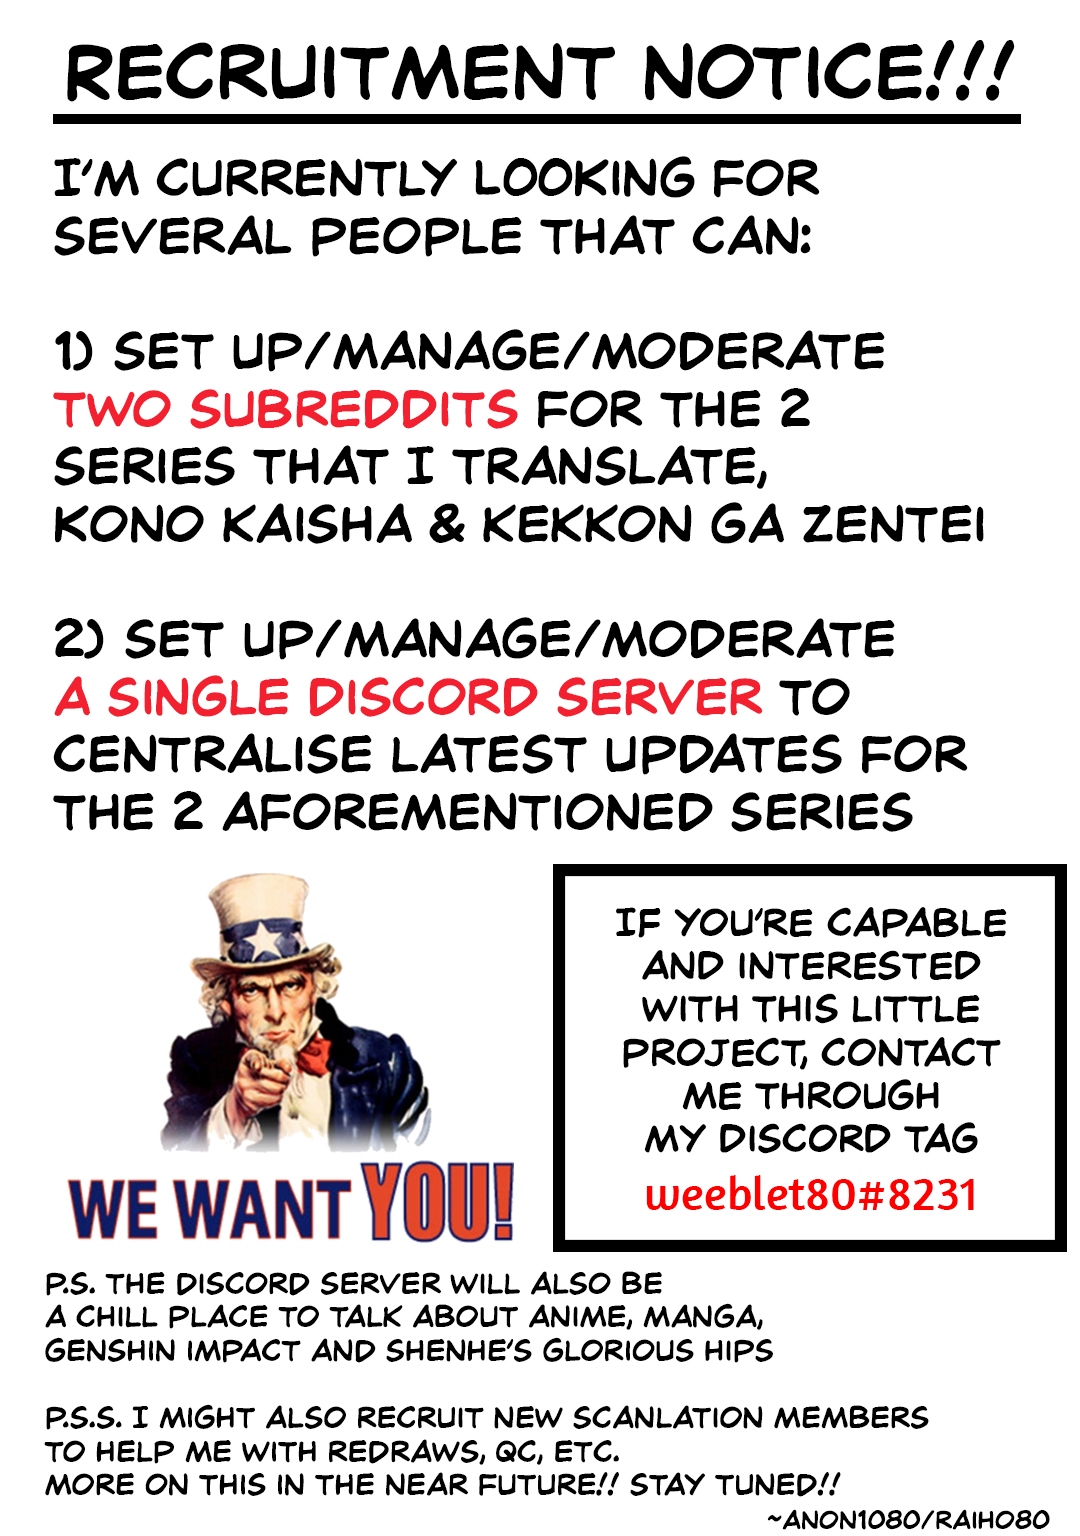 RECRUITMENT NOTICE!!!
I'M CURRENTLY LOOKING FOR
SEVERAL PEOPLE THAT CAN:
1) SET UP/MANAGE/MODERATE
TWO SUBREDDITS FOR THE 2
SERIES THAT I TRANSLATE,
KONO KAISHA & KEKKON GA ZENTEI
2) SET UP/MANAGE/MODERATE
A SINGLE DISCORD SERVER TO
CENTRALISE LATEST UPDATES FOR
THE 2 AFOREMENTIONED SERIES
WE WANT YOU!
IF YOU'RE CAPABLE
AND INTERESTED
WITH THIS LITTLE
PROJECT, CONTACT
ME THROUGH
MY DISCORD TAG
weeblet80#8231
P.S. THE DISCORD SERVER WILL ALSO BE
A CHILL PLACE TO TALK ABOUT ANIME, MANGA,
GENSHIN IMPACT AND SHENHE'S GLORIOUS HIPS
P.S.S. I MIGHT ALSO RECRUIT NEW SCANLATION MEMBERS
TO HELP ME WITH REDRAWS, QC, ETC.
MORE ON THIS IN THE NEAR FUTURE!! STAY TUNED!!
~ANON1080/RAIHO80